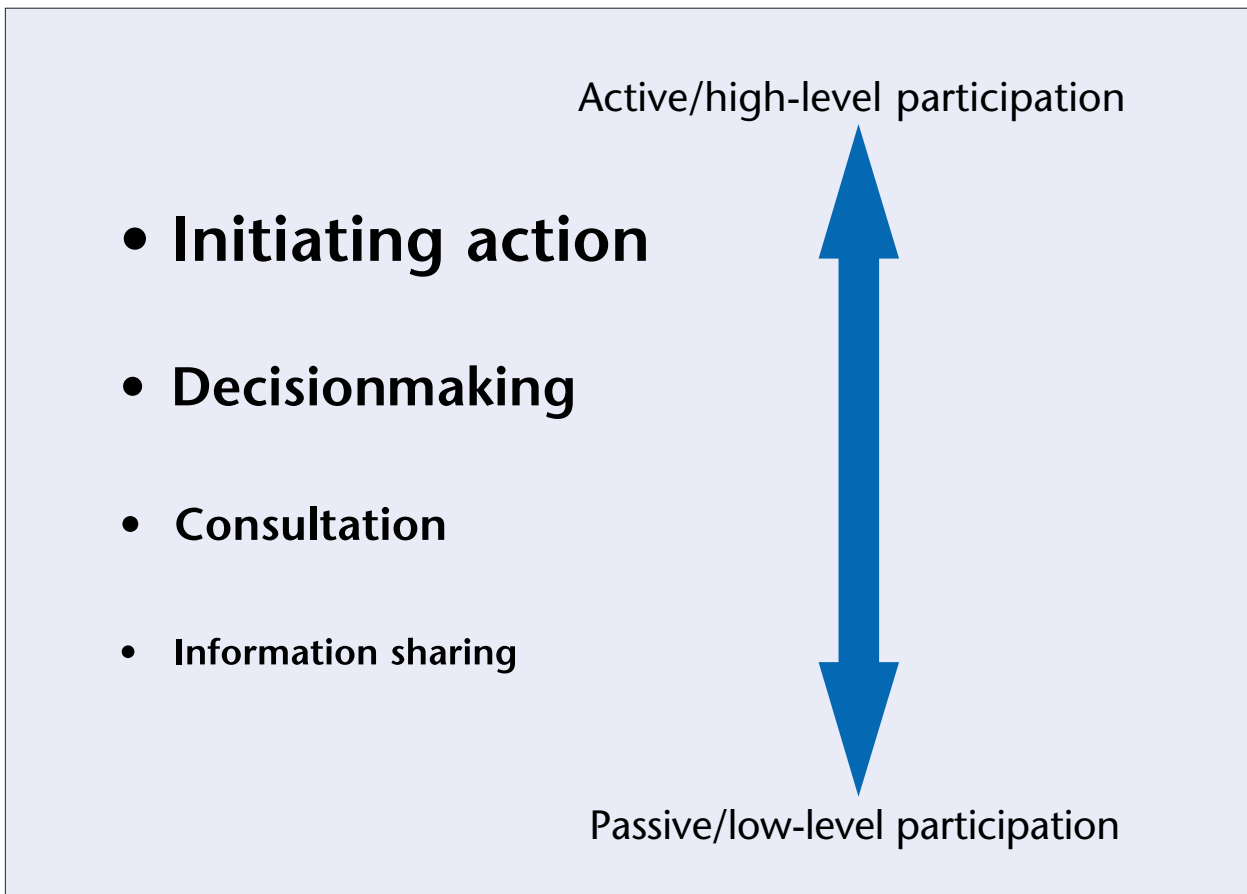 Active/high-level participation
• Initiating action
• Decisionmaking
• Consultation
• Information sharing
Passive/low-level participation